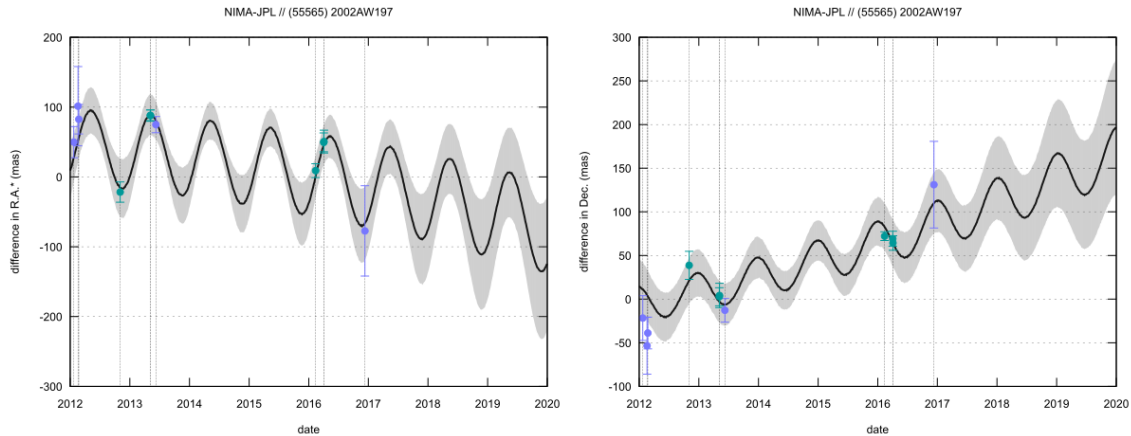 NIMA-JPL // (55565) 2002AW197
200
100
0
-100
-200
-300
difference in R.A.* (mas)
2012 2013 2014 2015 2016 2017 2018 2019 2020
date
NIMA-JPL // (55565) 2002AW197
300
250
200
150
100
50
0
-50
-100
difference in Dec. (mas)
2012 2013 2014 2015 2016 2017 2018 2019 2020
date